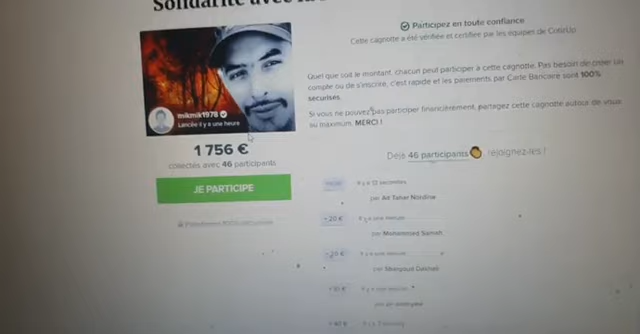 Solidarité avec
Participez en toute confiance
Cette cagnotte a été vérifiée et certifiée par les équipes de CotizUp
Quel que soit le montant, chacun peut participer à cette cagnotte. Pas besoin de créer un
compte ou de s'inscrire, c'est rapide et les paiements par Carte Bancaire sont 100%
sécurisés.
Si vous ne pouvez pas participer financièrement, partagez cette cagnotte autour de vous
au maximum. MERCI !
mikmik1978
Lancée il y a une heure
1 756 €
collectés avec 46 participants
JE PARTICIPE
Déjà 46 participants, rejoignez-les !
Il y a 12 secondes
par Ait Taher Nordine
20 €
Il y a une heure
par Mohammed
20 €
Il y a une heure
par
10 €
Il y a une heure
par un anonyme